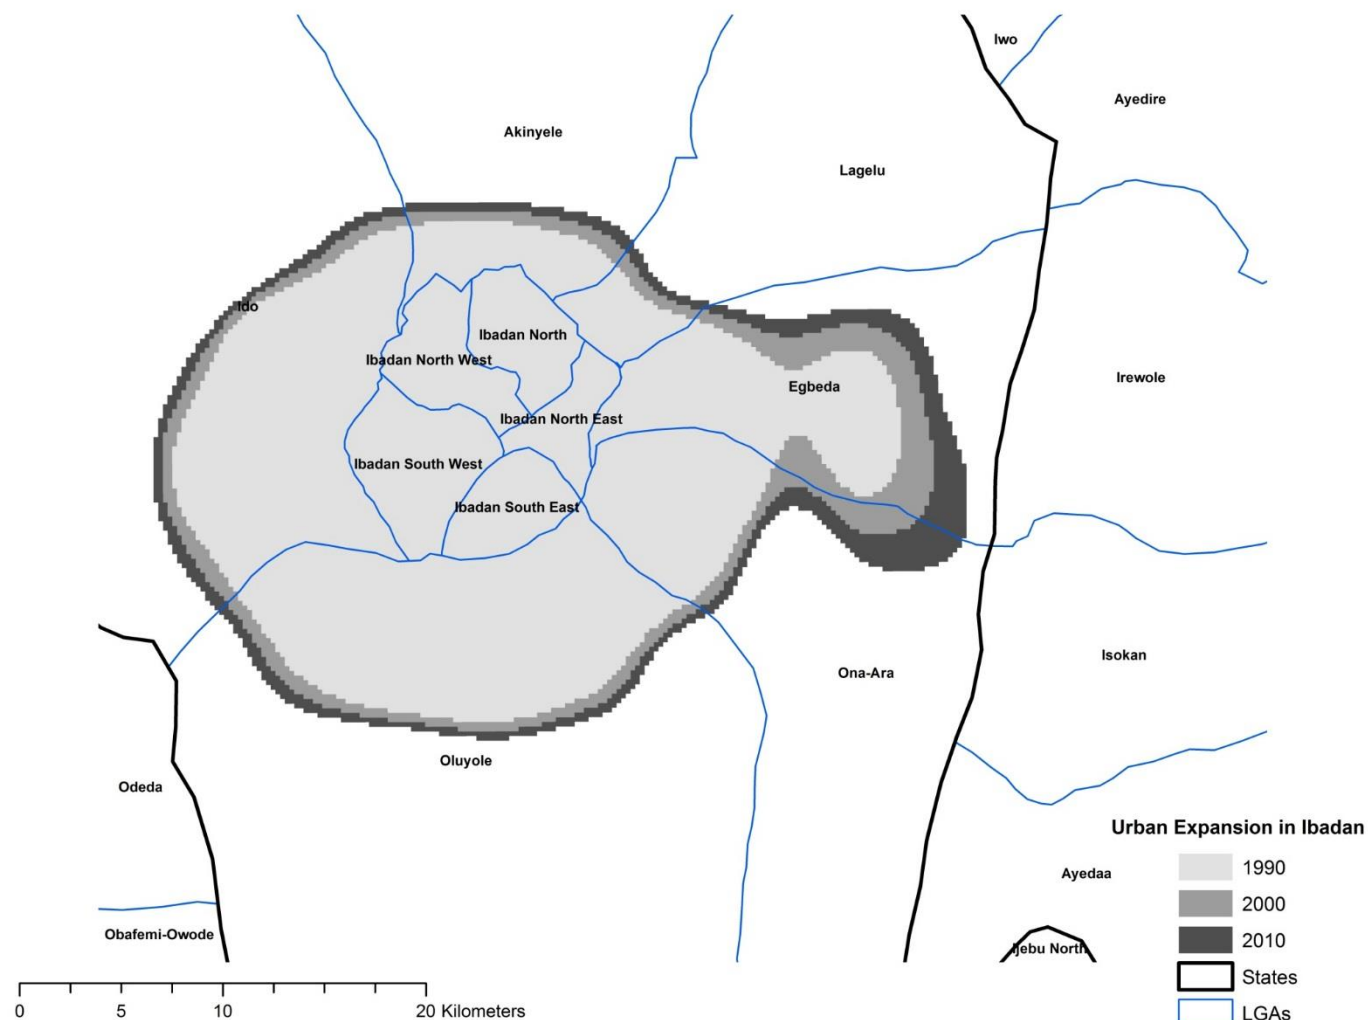 Iwo
Ayedire
Akinyele
Lagelu
Ido
Ibadan North
Ibadan North West
Irewole
Egbeda
Ibadan North East
Ibadan South West
Ibadan South East
Isokan
Ona-Ara
Oluyole
Odeda
Urban Expansion in Ibadan
1990
Ayedaa
2000
Obafemi-Owode
2010
Ijebu North
States
LGAs
0 5 10 20 Kilometers